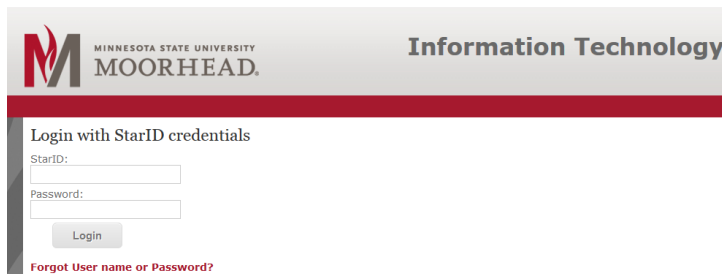 MINNESOTA STATE UNIVERSITY
MOORHEAD.
Information Technology
Login with StarID credentials
StarID:
Password:
Login
Forgot User name or Password?